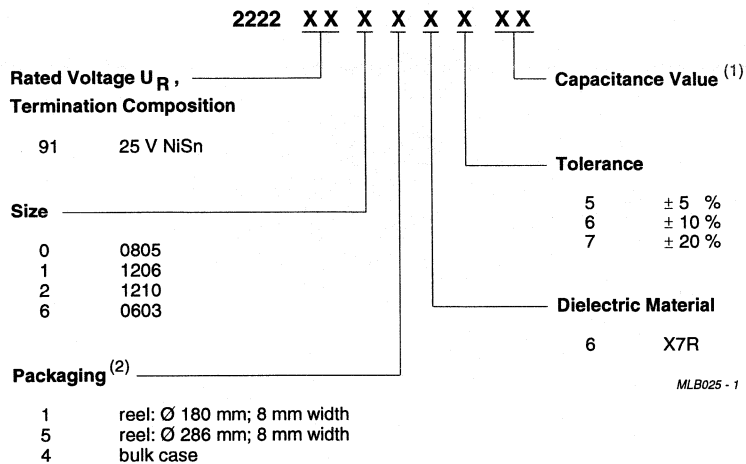 2222 XX X X X X XX
Rated Voltage UR ,
Termination Composition
91 25 V NiSn
Size
0 0805
1 1206
2 1210
6 0603
Packaging (2)
1 reel: Ø 180 mm; 8 mm width
5 reel: Ø 286 mm; 8 mm width
4 bulk case
Capacitance Value (1)
Tolerance
5 ± 5 %
6 ± 10 %
7 ± 20 %
Dielectric Material
6 X7R
MLB025 - 1